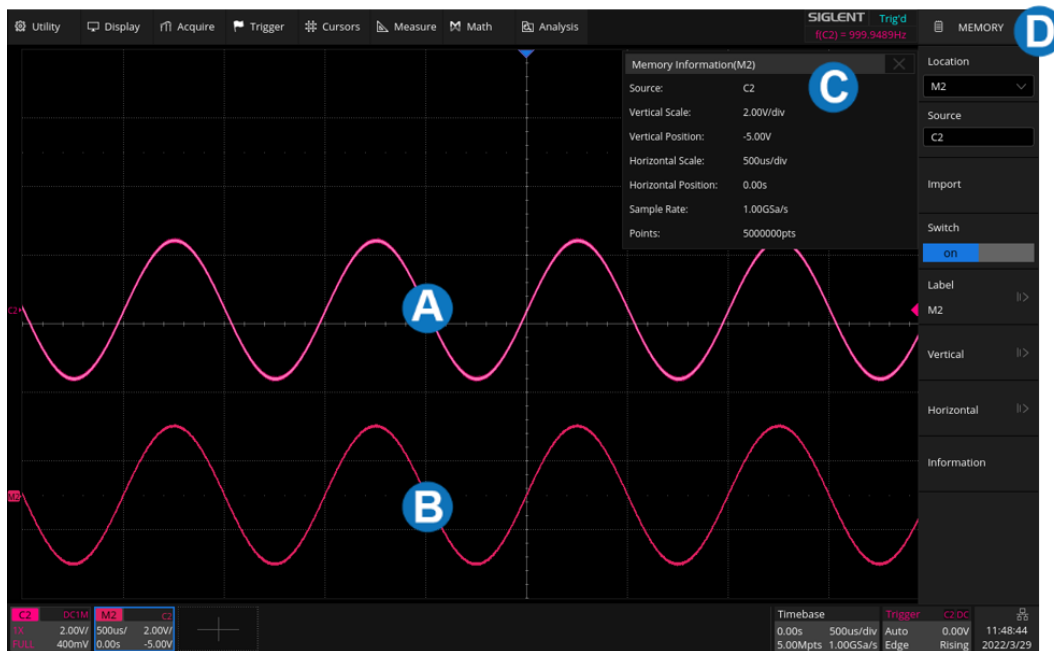 Utility Display Acquire Trigger Cursors Measure Math Analysis
SIGLENT Trig'd
f(C2) = 999.9489Hz
MEMORY
D
Memory Information(M2)
C
Source: C2
Vertical Scale: 2.00V/div
Vertical Position: -5.00V
Horizontal Scale: 500us/div
Horizontal Position: 0.00s
Sample Rate: 1.00GSa/s
Points: 5000000pts
Location
M2
Source
C2
Import
Switch
on
Label
M2
Vertical
Horizontal
Information
C2
A
M2
B
C2 DC1M
1X 2.00V/
FULL 400mV
M2 C2
500us/ 2.00V/
0.00s -5.00V
Timebase
0.00s 500us/div
5.00Mpts 1.00GSa/s
Trigger C2 DC
Auto 0.00V
Edge Rising
11:48:44
2022/3/29